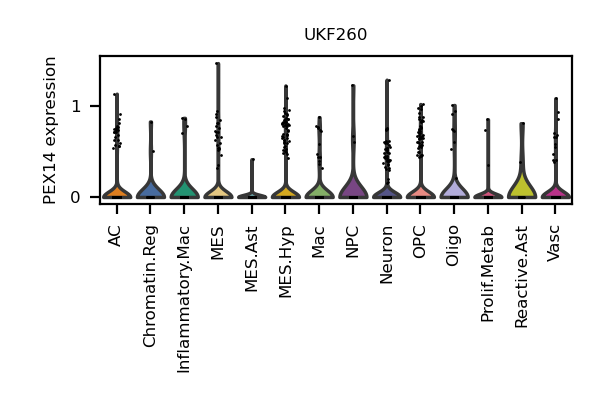 UKF260
PEX14 expression
1
0
AC
Chromatin.Reg
Inflammatory.Mac
MES
MES.Ast
MES.Hyp
Mac
NPC
Neuron
OPC
Oligo
Prolif.Metab
Reactive.Ast
Vasc